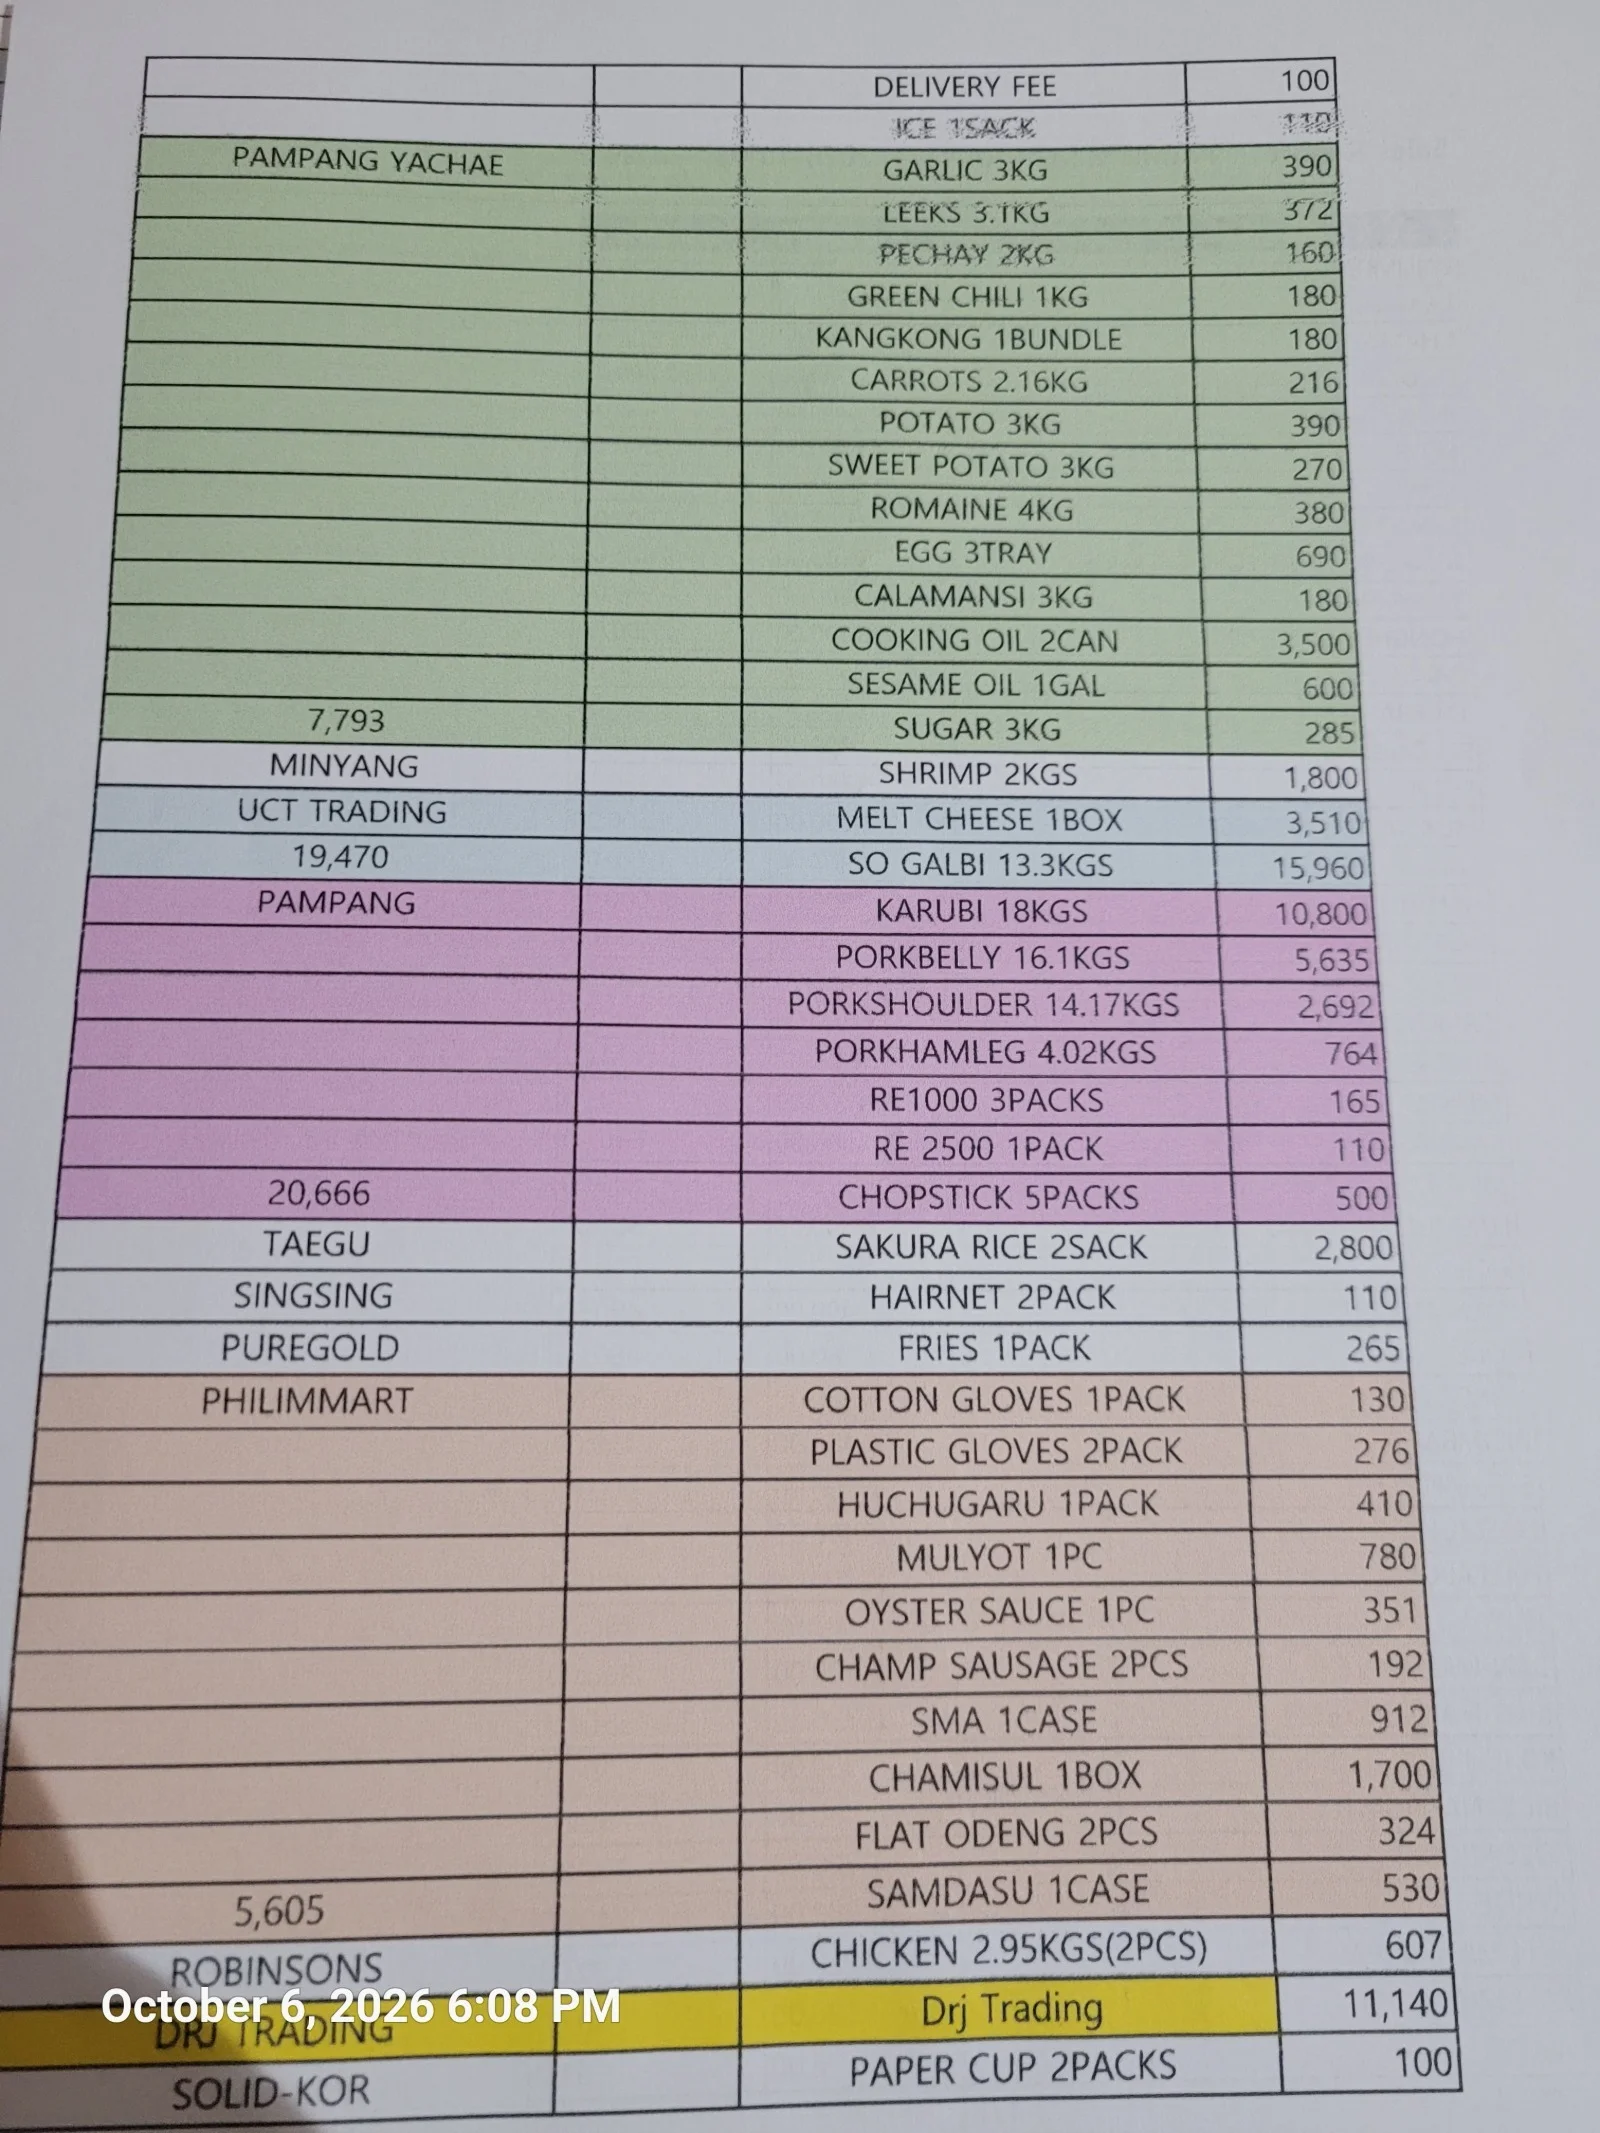 DELIVERY FEE 100
ICE 1SACK 110
PAMPANG YACHAE GARLIC 3KG 390
LEEKS 3.1KG 372
PECHAY 2KG 160
GREEN CHILI 1KG 180
KANGKONG 1BUNDLE 180
CARROTS 2.16KG 216
POTATO 3KG 390
SWEET POTATO 3KG 270
ROMAINE 4KG 380
EGG 3TRAY 690
CALAMANSI 3KG 180
COOKING OIL 2CAN 3,500
SESAME OIL 1GAL 600
7,793 SUGAR 3KG 285
MINYANG SHRIMP 2KGS 1,800
UCT TRADING MELT CHEESE 1BOX 3,510
19,470 SO GALBI 13.3KGS 15,960
PAMPANG KARUBI 18KGS 10,800
PORKBELLY 16.1KGS 5,635
PORKSHOULDER 14.17KGS 2,692
PORKHAMLEG 4.02KGS 764
RE1000 3PACKS 165
RE 2500 1PACK 110
20,666 CHOPSTICK 5PACKS 500
TAEGU SAKURA RICE 2SACK 2,800
SINGSING HAIRNET 2PACK 110
PUREGOLD FRIES 1PACK 265
PHILIMMART COTTON GLOVES 1PACK 130
PLASTIC GLOVES 2PACK 276
HUCHUGARU 1PACK 410
MULYOT 1PC 780
OYSTER SAUCE 1PC 351
CHAMP SAUSAGE 2PCS 192
SMA 1CASE 912
CHAMISUL 1BOX 1,700
FLAT ODENG 2PCS 324
5,605 SAMDASU 1CASE 530
ROBINSONS CHICKEN 2.95KGS(2PCS) 607
October 6, 2026 6:08 PM
DRJ TRADING Drj Trading 11,140
SOLID-KOR PAPER CUP 2PACKS 100